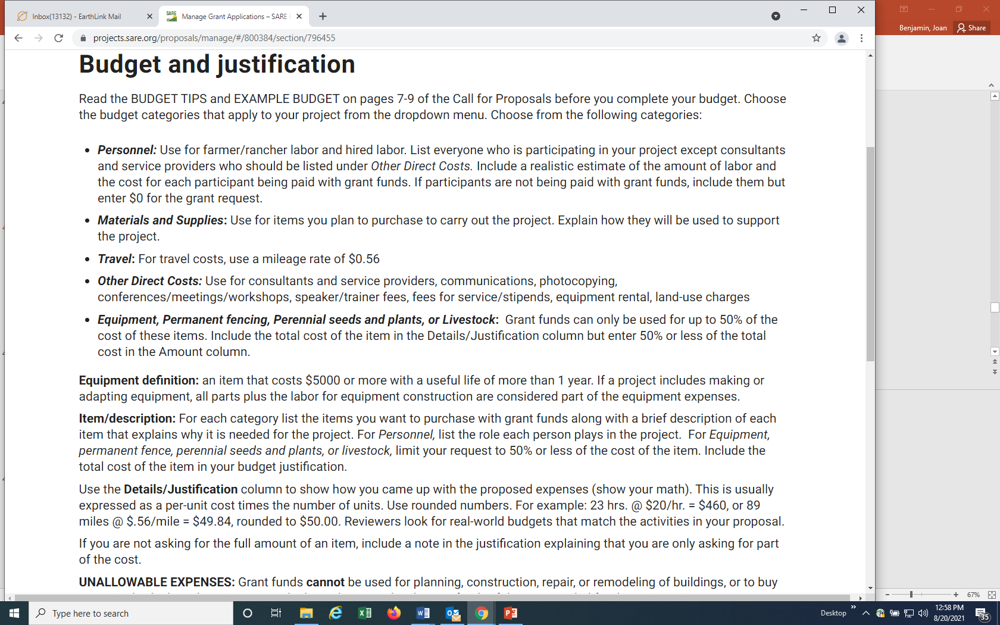 Inbox(13132) - EarthLink Mail
Manage Grant Applications – SARE
Benjamin, Joan
Share
projects.sare.org/proposals/manage/#/800384/section/796455
Budget and justification
Read the BUDGET TIPS and EXAMPLE BUDGET on pages 7-9 of the Call for Proposals before you complete your budget. Choose
the budget categories that apply to your project from the dropdown menu. Choose from the following categories:
• Personnel: Use for farmer/rancher labor and hired labor. List everyone who is participating in your project except consultants
and service providers who should be listed under Other Direct Costs. Include a realistic estimate of the amount of labor and
the cost for each participant being paid with grant funds. If participants are not being paid with grant funds, include them but
enter $0 for the grant request.
• Materials and Supplies: Use for items you plan to purchase to carry out the project. Explain how they will be used to support
the project.
• Travel: For travel costs, use a mileage rate of $0.56
• Other Direct Costs: Use for consultants and service providers, communications, photocopying,
conferences/meetings/workshops, speaker/trainer fees, fees for service/stipends, equipment rental, land-use charges
• Equipment, Permanent fencing, Perennial seeds and plants, or Livestock: Grant funds can only be used for up to 50% of the
cost of these items. Include the total cost of the item in the Details/Justification column but enter 50% or less of the total
cost in the Amount column.
Equipment definition: an item that costs $5000 or more with a useful life of more than 1 year. If a project includes making or
adapting equipment, all parts plus the labor for equipment construction are considered part of the equipment expenses.
Item/description: For each category list the items you want to purchase with grant funds along with a brief description of each
item that explains why it is needed for the project. For Personnel, list the role each person plays in the project. For Equipment,
permanent fence, perennial seeds and plants, or livestock, limit your request to 50% or less of the cost of the item. Include the
total cost of the item in your budget justification.
Use the Details/Justification column to show how you came up with the proposed expenses (show your math). This is usually
expressed as a per-unit cost times the number of units. Use rounded numbers. For example: 23 hrs. @ $20/hr. = $460, or 89
miles @ $.56/mile = $49.84, rounded to $50.00. Reviewers look for real-world budgets that match the activities in your proposal.
If you are not asking for the full amount of an item, include a note in the justification explaining that you are only asking for part
of the cost.
UNALLOWABLE EXPENSES: Grant funds cannot be used for planning, construction, repair, or remodeling of buildings, or to buy
67%
Type here to search
Desktop
12:58 PM
8/20/2021
35